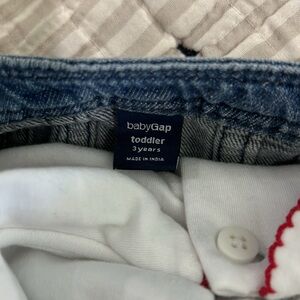 babyGap
toddler
3 years
MADE IN INDIA